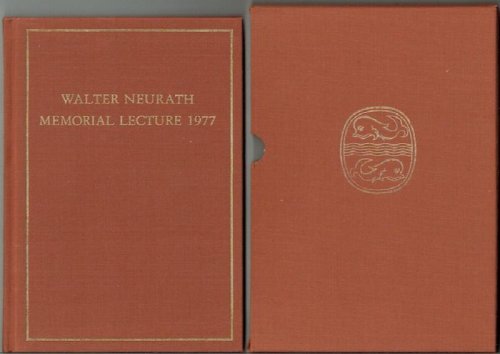 WALTER NEURATH
MEMORIAL LECTURE 1977